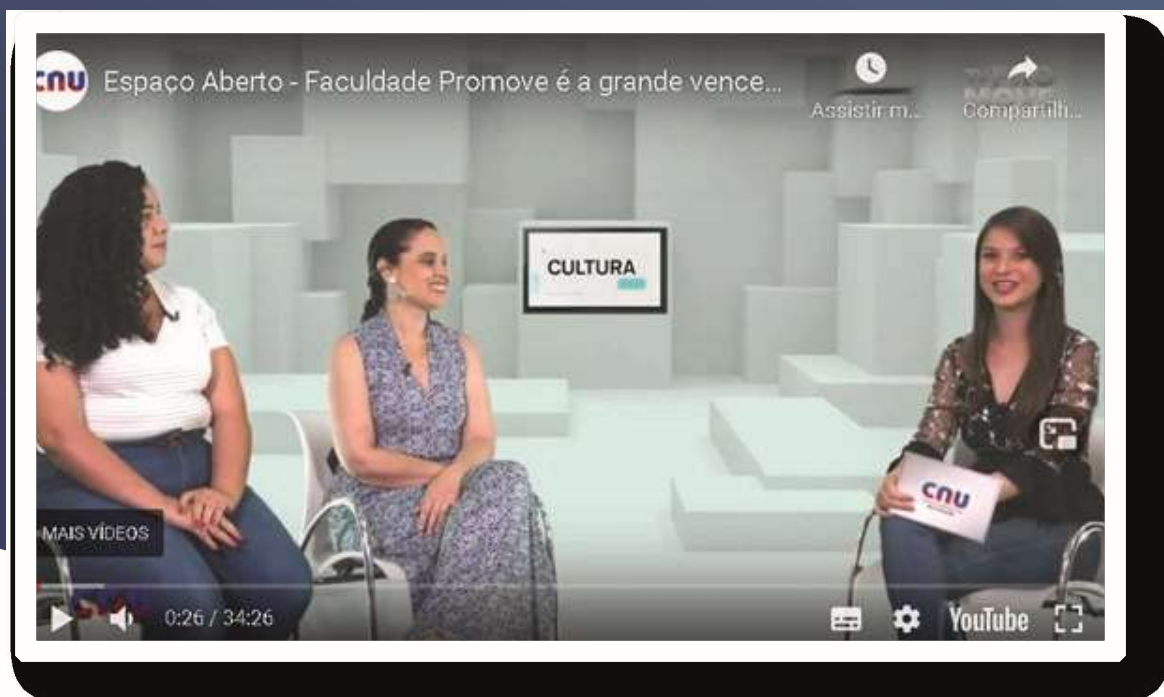 cnu
Espaço Aberto - Faculdade Promove é a grande vence...
Assistir m...
Compartilh...
CULTURA
cnu
MAIS VÍDEOS
0:26 / 34:26
YouTube